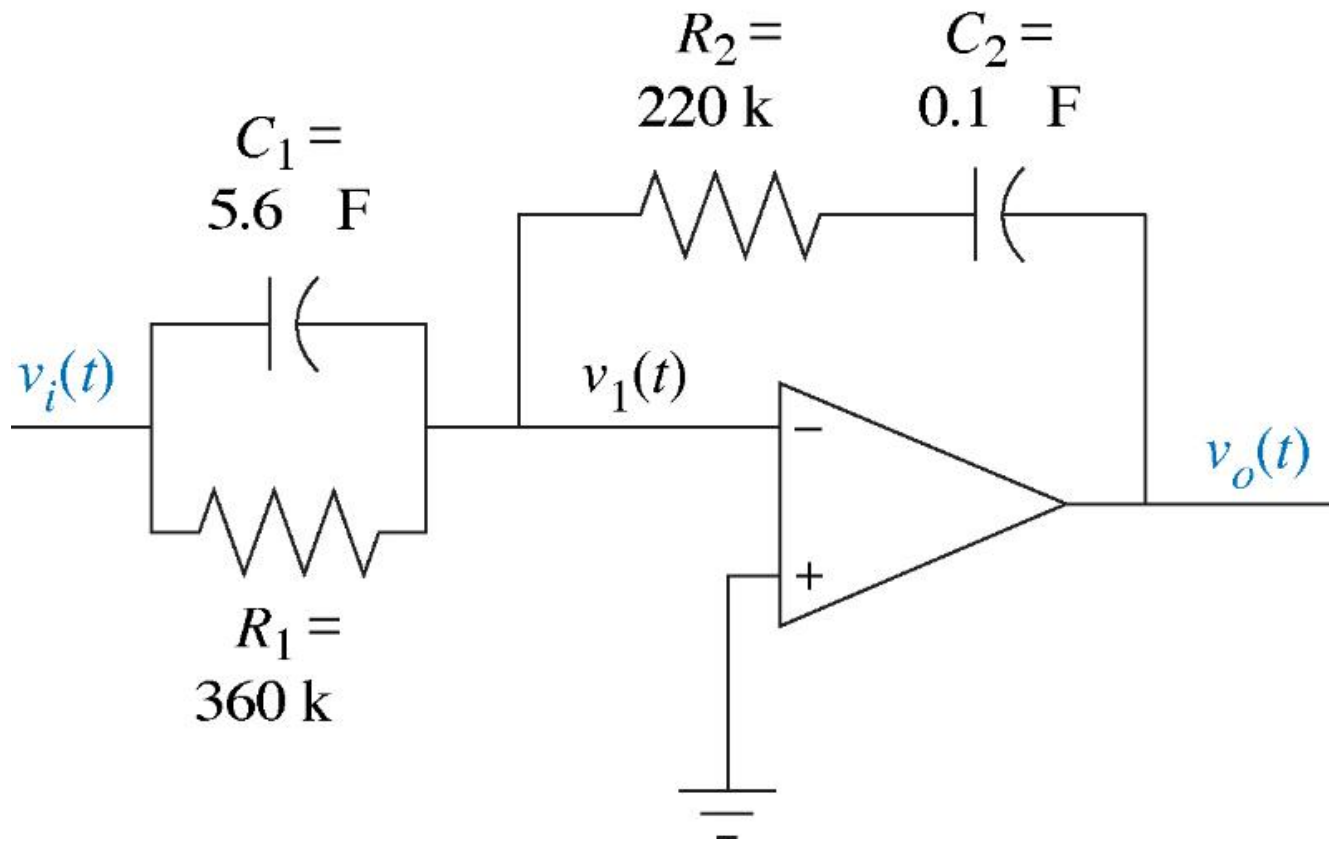 R₂ =
220 k
C₂ =
0.1 F
C₁ =
5.6 F
vᵢ(t)
v₁(t)
−
+
vₒ(t)
R₁ =
360 k